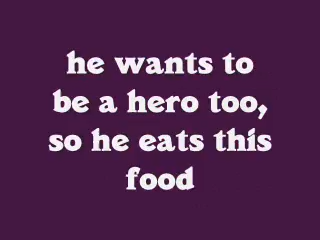 he wants to
be a hero too,
so he eats this
food